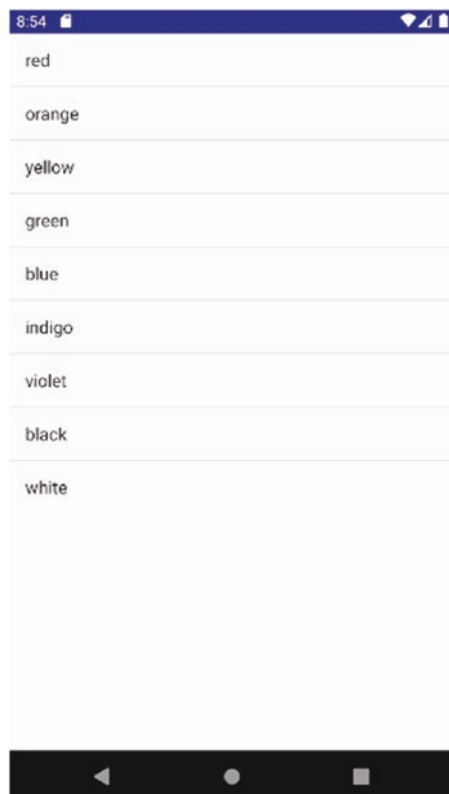 8:54
red
orange
yellow
green
blue
indigo
violet
black
white